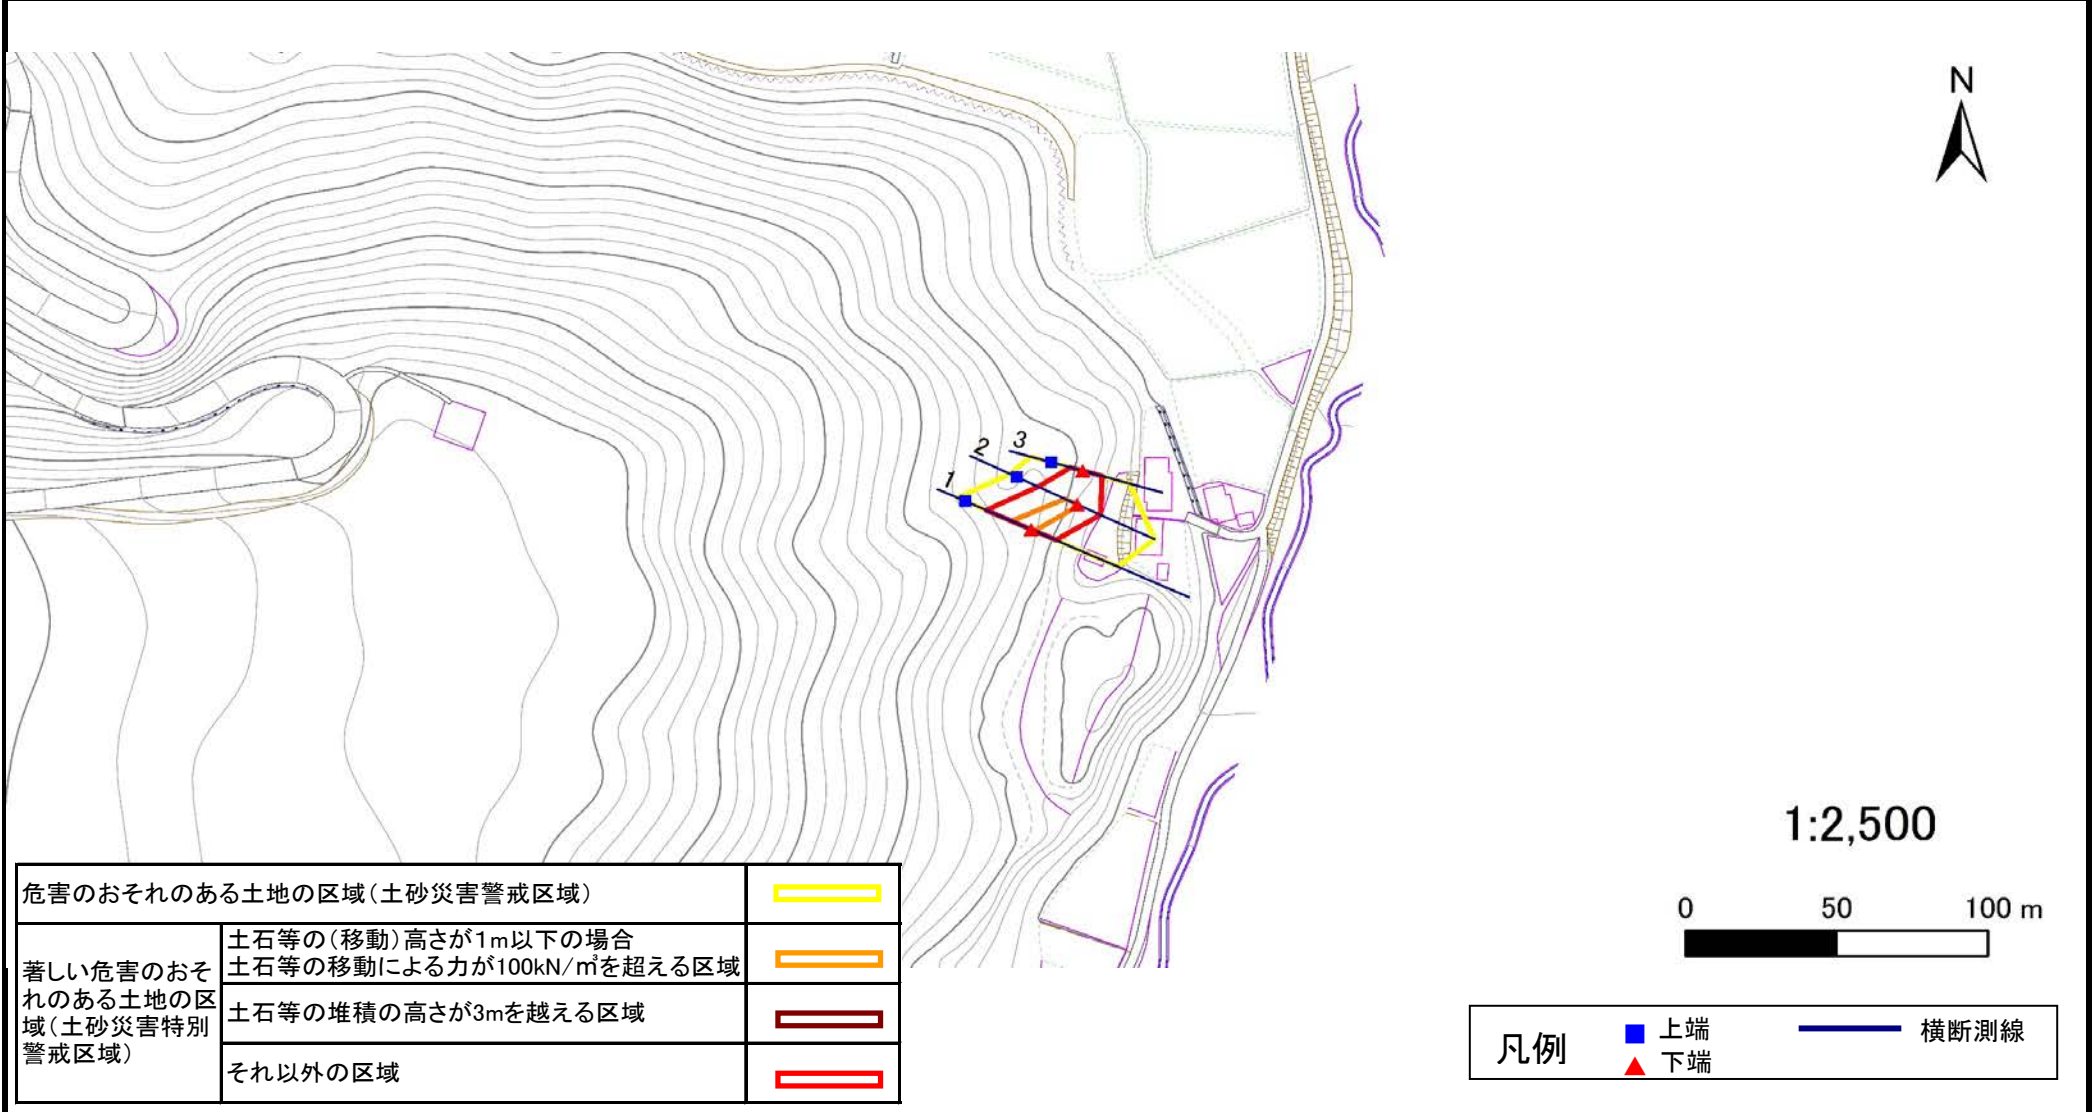 N
3
2
1
1:2,500
0 50 100 m
危害のおそれのある土地の区域(土砂災害警戒区域)
著しい危害のおそ
れのある土地の区
域(土砂災害特別
警戒区域)
土石等の(移動)高さが1m以下の場合
土石等の移動による力が100kN/㎥を超える区域
土石等の堆積の高さが3mを越える区域
それ以外の区域
凡例
上端
下端
横断測線